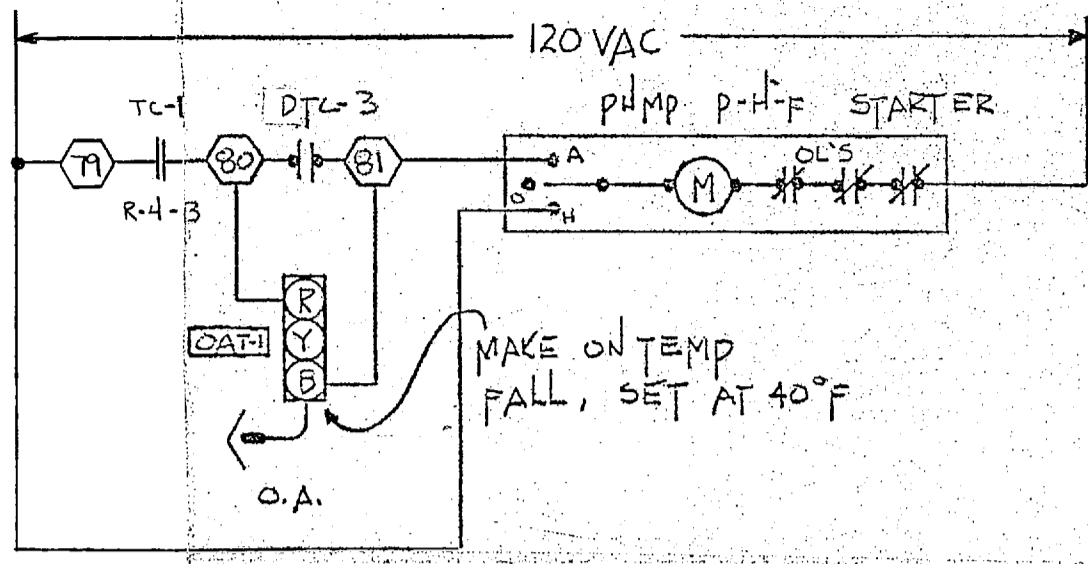 120 VAC
TC-1
DTC-3
PUMP P-H-F STARTER
79
80
81
A
OL'S
O
M
H
R-4-3
R
OAT-1
Y
B
MAKE ON TEMP
FALL, SET AT 40°F
O.A.